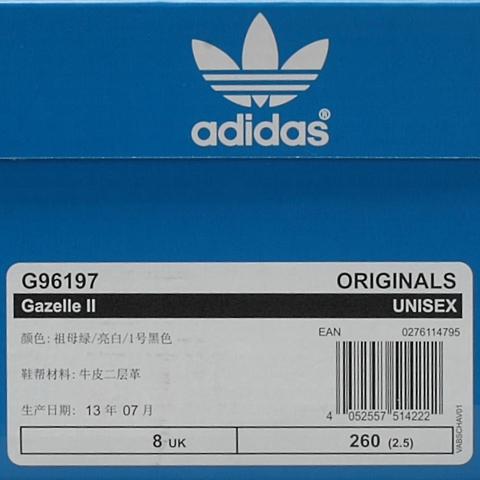 adidas®
G96197 ORIGINALS
Gazelle II UNISEX
颜色: 祖母绿/亮白/1号黑色 EAN 0276114795
鞋帮材料: 牛皮二层革
生产日期: 13 年 07 月
4 052557 514222
VABSCHAV01
8 UK 260 (2.5)